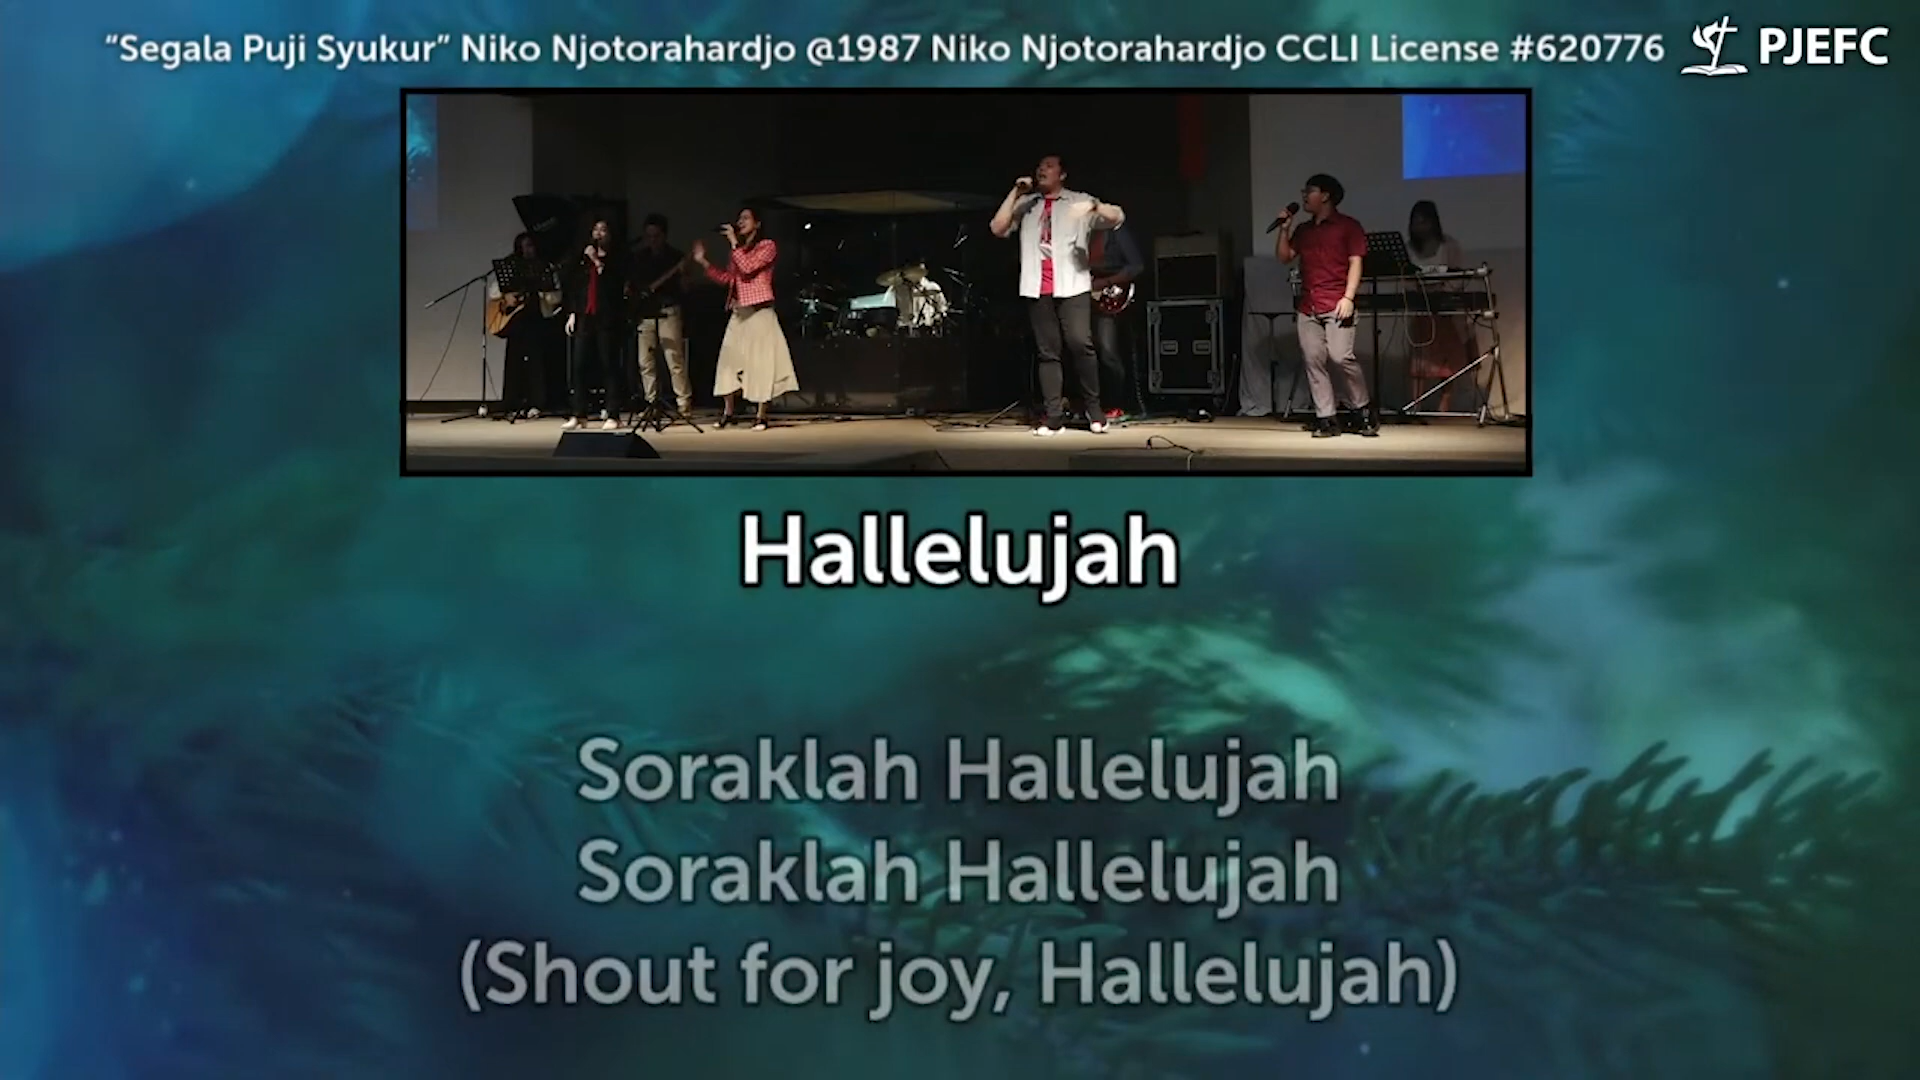 “Segala Puji Syukur” Niko Njotorahardjo @1987 Niko Njotorahardjo CCLI License #620776 PJEFC
Hallelujah
Soraklah Hallelujah
Soraklah Hallelujah
(Shout for joy, Hallelujah)